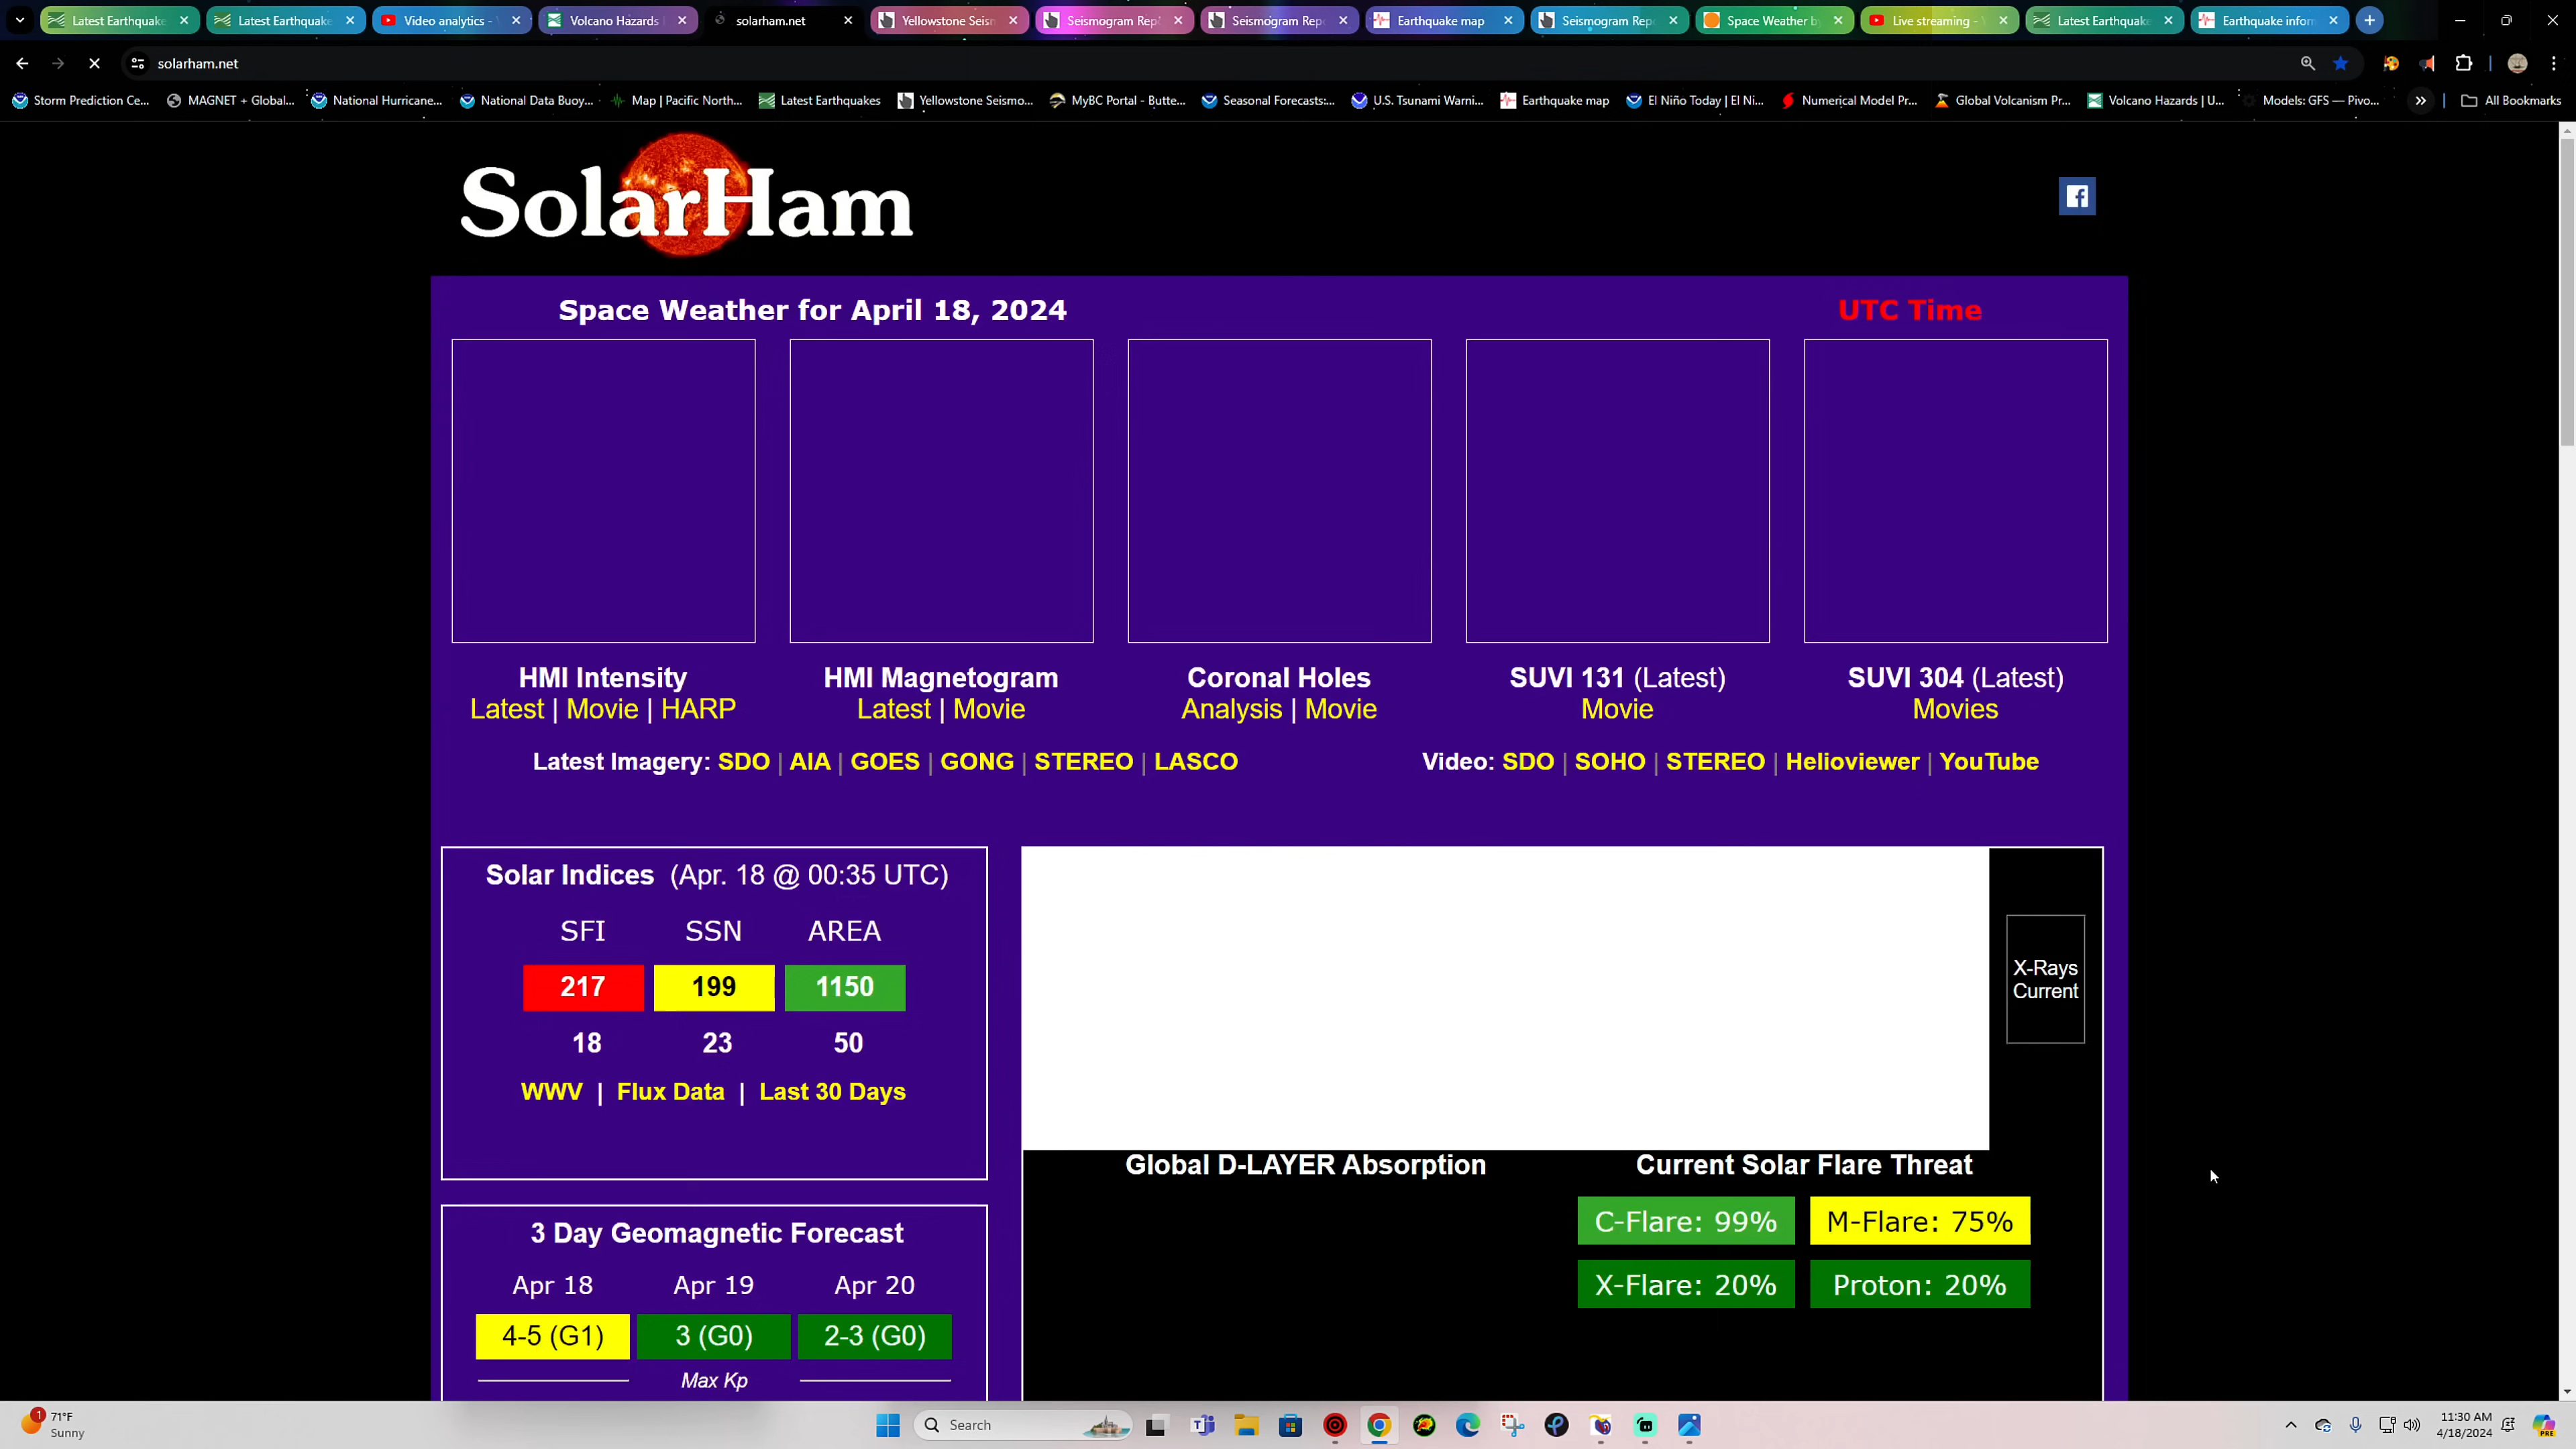 Latest Earthquake
Latest Earthquake
Video analytics -
Volcano Hazards
solarham.net
Yellowstone Seism
Seismogram Rep
Seismogram Rep
Earthquake map
Seismogram Repo
Space Weather by
Live streaming -
Latest Earthquake
Earthquake infor
solarham.net
Storm Prediction Ce...
MAGNET + Global...
National Hurricane...
National Data Buoy...
Map | Pacific North...
Latest Earthquakes
Yellowstone Seismo...
MyBC Portal - Butte...
Seasonal Forecasts:...
U.S. Tsunami Warni...
Earthquake map
El Niño Today | El Ni...
Numerical Model Pr...
Global Volcanism Pr...
Volcano Hazards | U...
Models: GFS — Pivo...
All Bookmarks
SolarHam
Space Weather for April 18, 2024
UTC Time
HMI Intensity
Latest | Movie | HARP
HMI Magnetogram
Latest | Movie
Coronal Holes
Analysis | Movie
SUVI 131 (Latest)
Movie
SUVI 304 (Latest)
Movies
Latest Imagery: SDO | AIA | GOES | GONG | STEREO | LASCO
Video: SDO | SOHO | STEREO | Helioviewer | YouTube
Solar Indices (Apr. 18 @ 00:35 UTC)
SFI SSN AREA
217 199 1150
18 23 50
WWV | Flux Data | Last 30 Days
X-Rays
Current
Global D-LAYER Absorption
Current Solar Flare Threat
C-Flare: 99% M-Flare: 75%
X-Flare: 20% Proton: 20%
3 Day Geomagnetic Forecast
Apr 18 Apr 19 Apr 20
4-5 (G1) 3 (G0) 2-3 (G0)
Max Kp
1
71°F
Sunny
Search
PRE
11:30 AM
4/18/2024